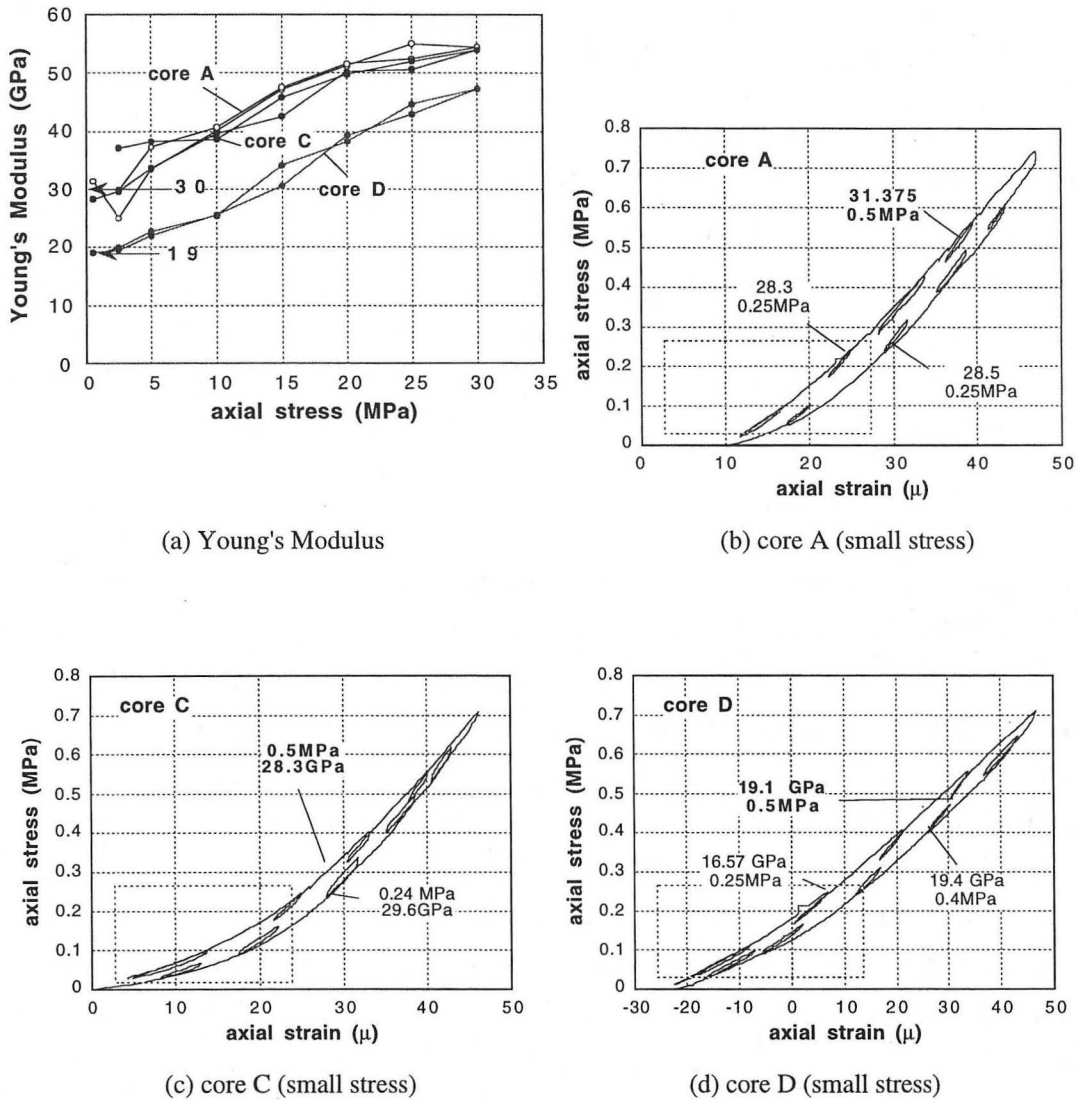 Young's Modulus (GPa)
60
50
40
30
20
10
0
core A
core C
core D
30
19
0 5 10 15 20 25 30 35
axial stress (MPa)
(a) Young's Modulus
axial stress (MPa)
0.8
0.7
0.6
0.5
0.4
0.3
0.2
0.1
0
core A
31.375
0.5MPa
28.3
0.25MPa
28.5
0.25MPa
0 10 20 30 40 50
axial strain (μ)
(b) core A (small stress)
axial stress (MPa)
0.8
0.7
0.6
0.5
0.4
0.3
0.2
0.1
0
core C
0.5MPa
28.3GPa
0.24 MPa
29.6GPa
0 10 20 30 40 50
axial strain (μ)
(c) core C (small stress)
axial stress (MPa)
0.8
0.7
0.6
0.5
0.4
0.3
0.2
0.1
0
core D
19.1 GPa
0.5MPa
16.57 GPa
0.25MPa
19.4 GPa
0.4MPa
-30 -20 -10 0 10 20 30 40 50
axial strain (μ)
(d) core D (small stress)